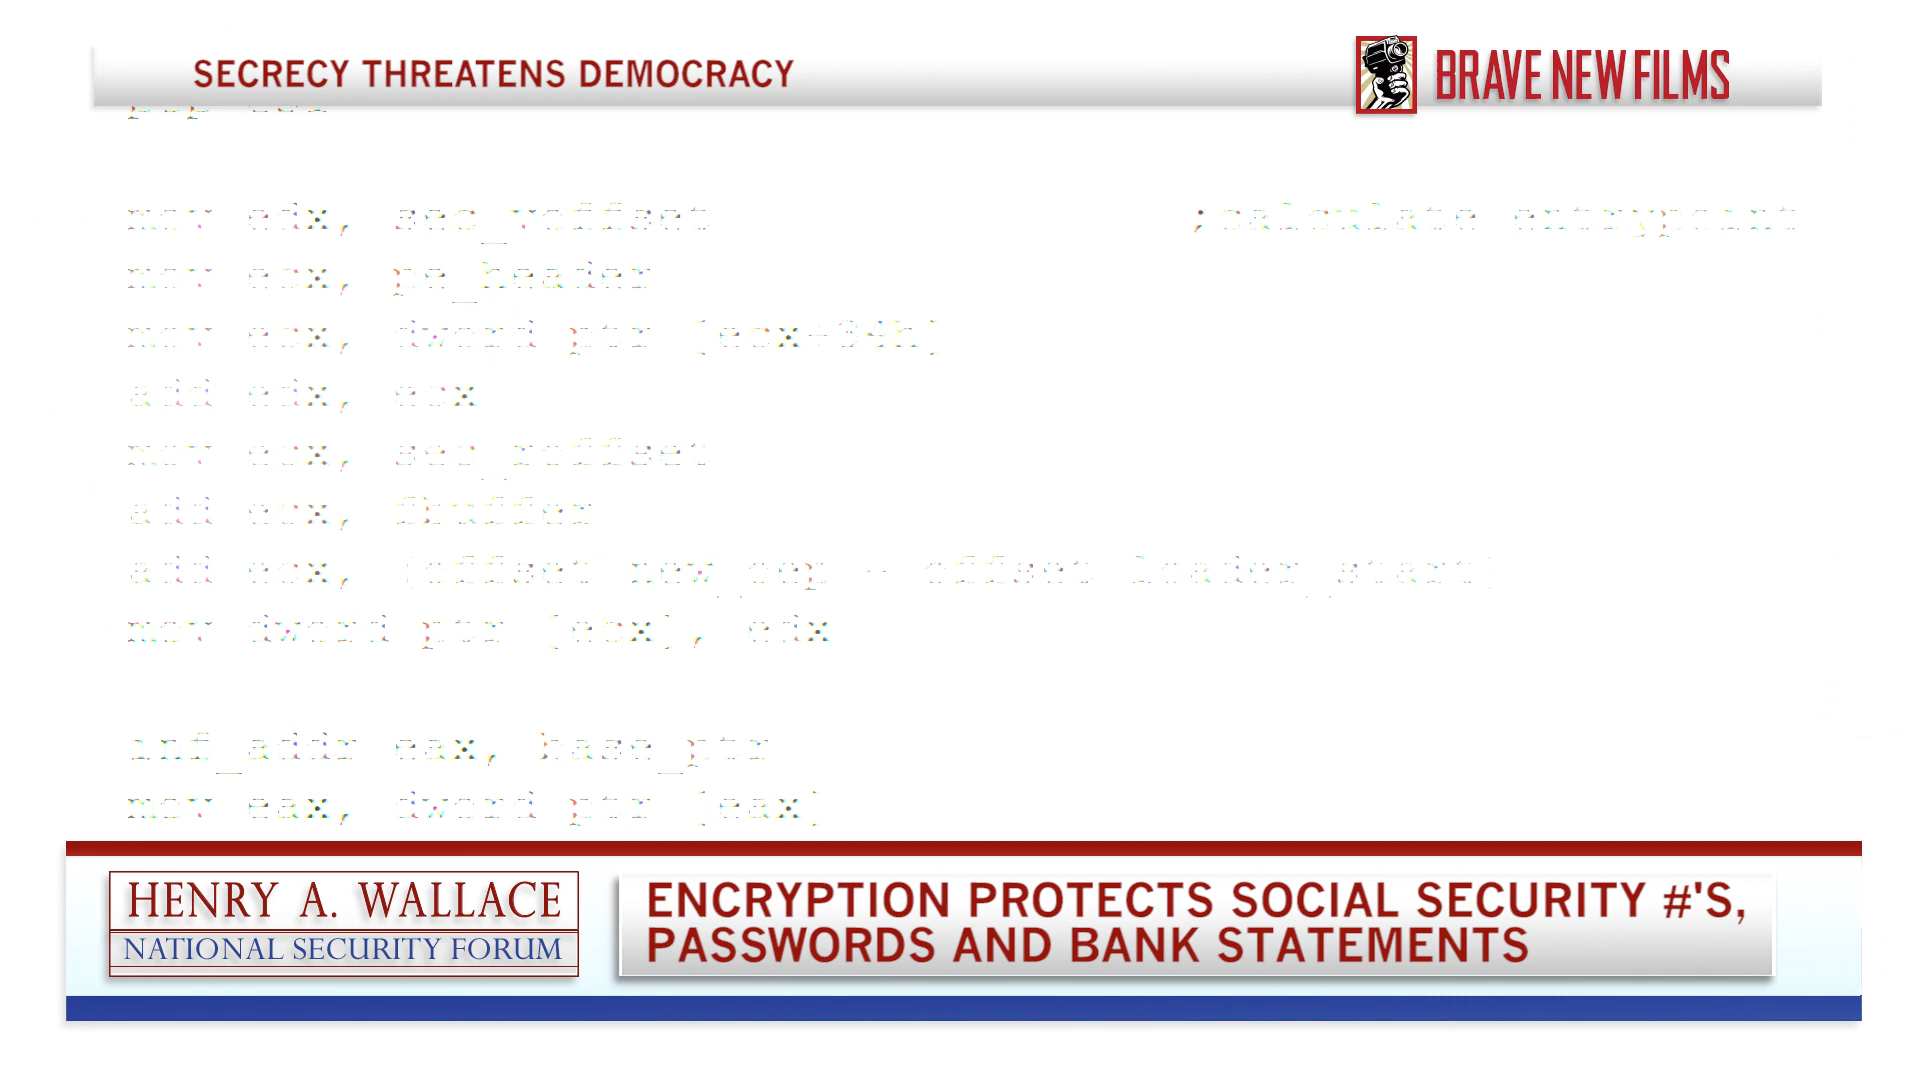 SECRECY THREATENS DEMOCRACY
BRAVE NEW FILMS
mov edx, sec_voffset ;calculate entrypoint
mov ecx, pe_header
mov ecx, dword ptr [ecx+34h]
add edx, ecx
mov ecx, sec_roffset
add ecx, fbuffer
add ecx, (offset new_eep - offset loader_start)
mov dword ptr [ecx], edx
inf_addr eax, base_ptr
mov eax, dword ptr [eax]
HENRY A. WALLACE
NATIONAL SECURITY FORUM
ENCRYPTION PROTECTS SOCIAL SECURITY #'S,
PASSWORDS AND BANK STATEMENTS